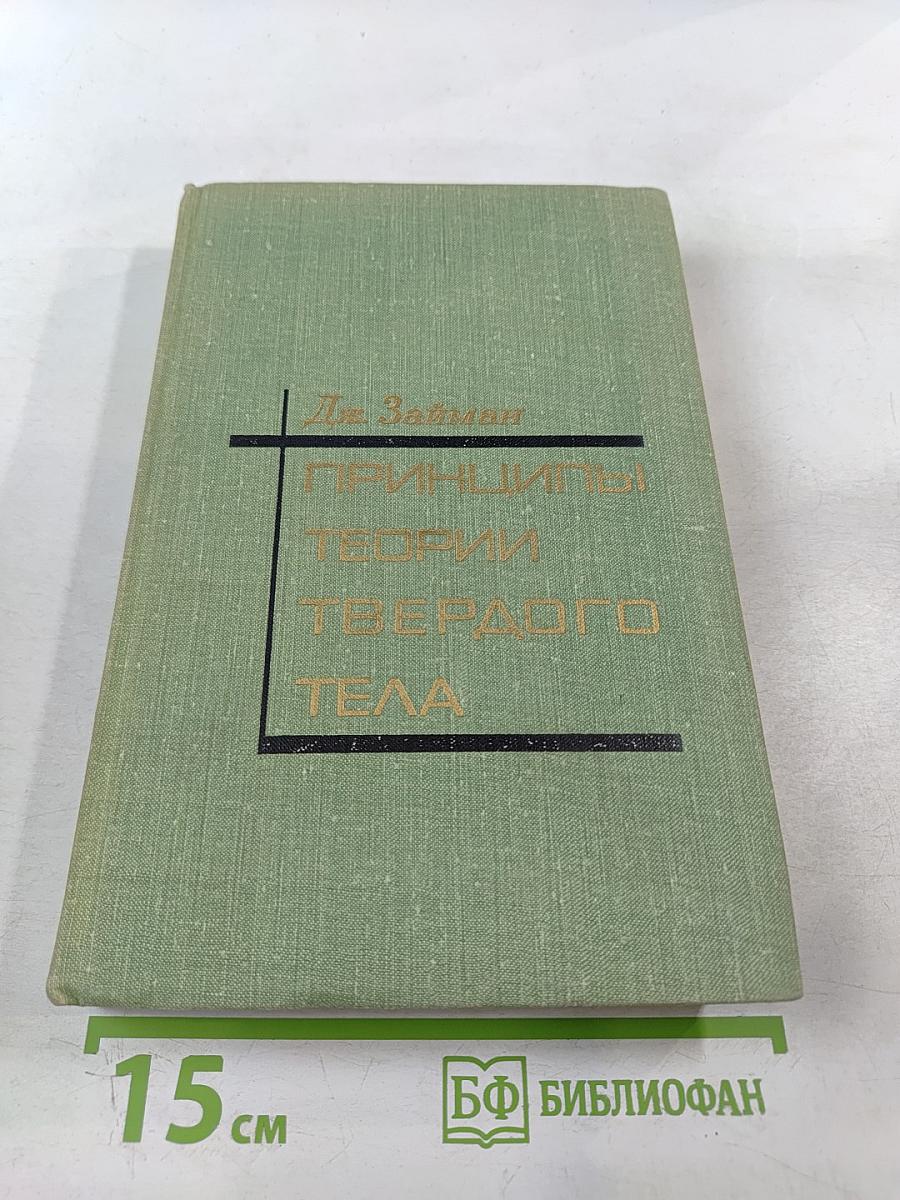 Дж. Займан
ПРИНЦИПЫ
ТЕОРИИ
ТВЕРДОГО
ТЕЛА
15 см
БФ БИБЛИОФАН